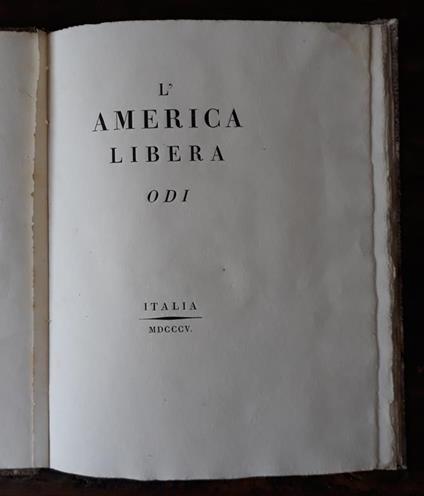 L'
AMERICA
LIBERA
ODI
ITALIA
MDCCCV.